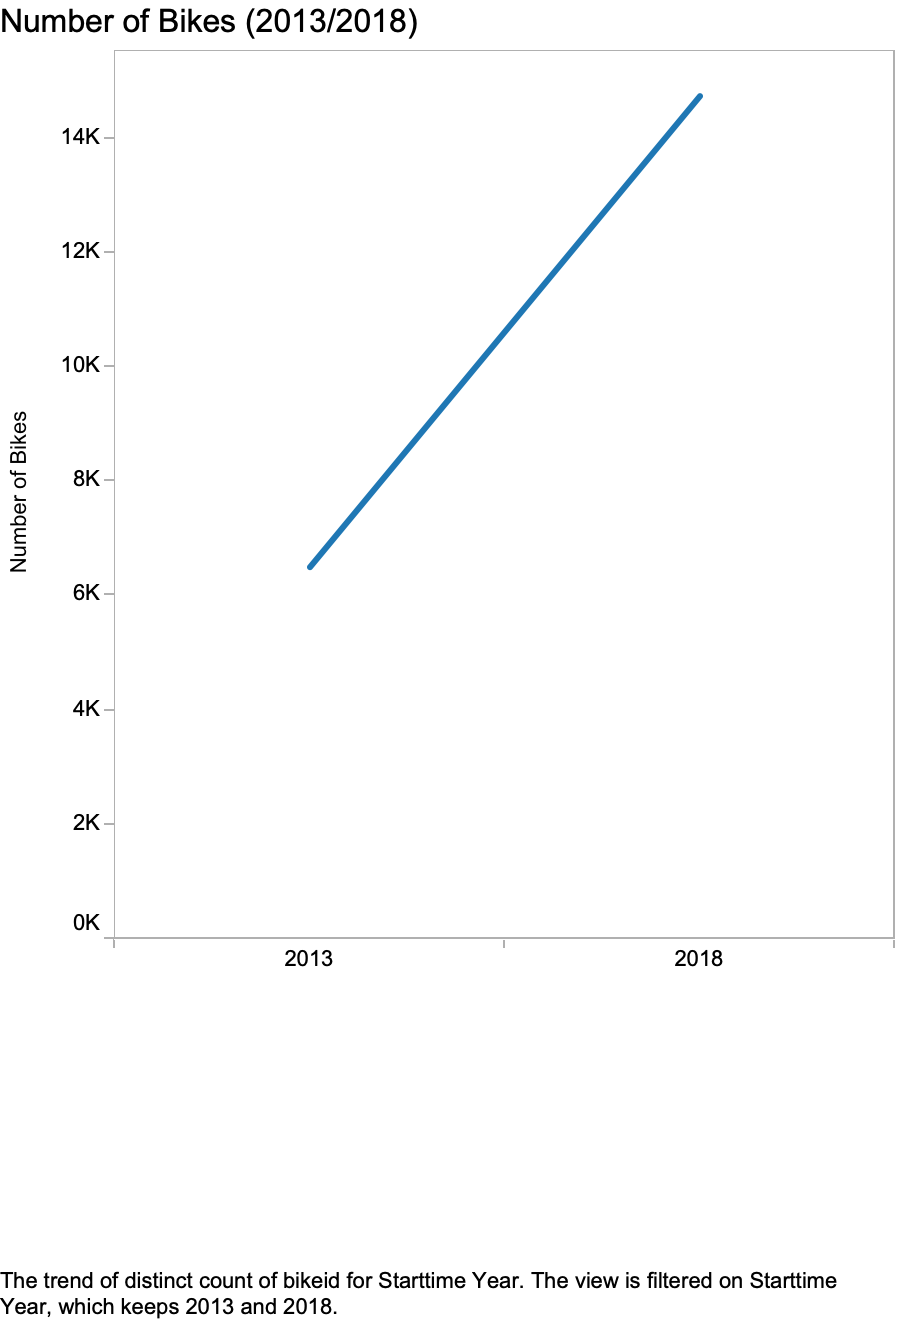 Number of Bikes (2013/2018)
14K
12K
10K
8K
6K
4K
2K
0K
Number of Bikes
2013 2018
The trend of distinct count of bikeid for Starttime Year. The view is filtered on Starttime
Year, which keeps 2013 and 2018.